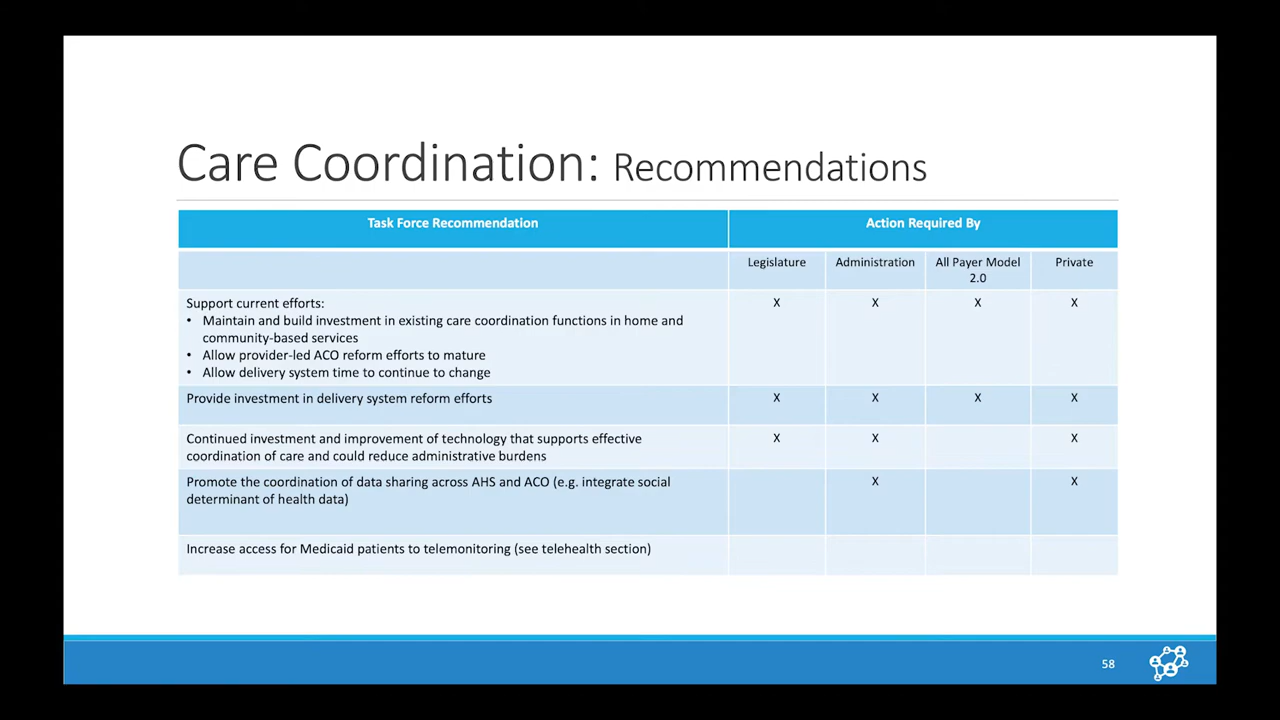 Care Coordination: Recommendations
Task Force Recommendation
Action Required By
Legislature
Administration
All Payer Model
2.0
Private
Support current efforts:
• Maintain and build investment in existing care coordination functions in home and
community-based services
• Allow provider-led ACO reform efforts to mature
• Allow delivery system time to continue to change
X X X X
Provide investment in delivery system reform efforts
X X X X
Continued investment and improvement of technology that supports effective
coordination of care and could reduce administrative burdens
X X X
Promote the coordination of data sharing across AHS and ACO (e.g. integrate social
determinant of health data)
X X
Increase access for Medicaid patients to telemonitoring (see telehealth section)
58